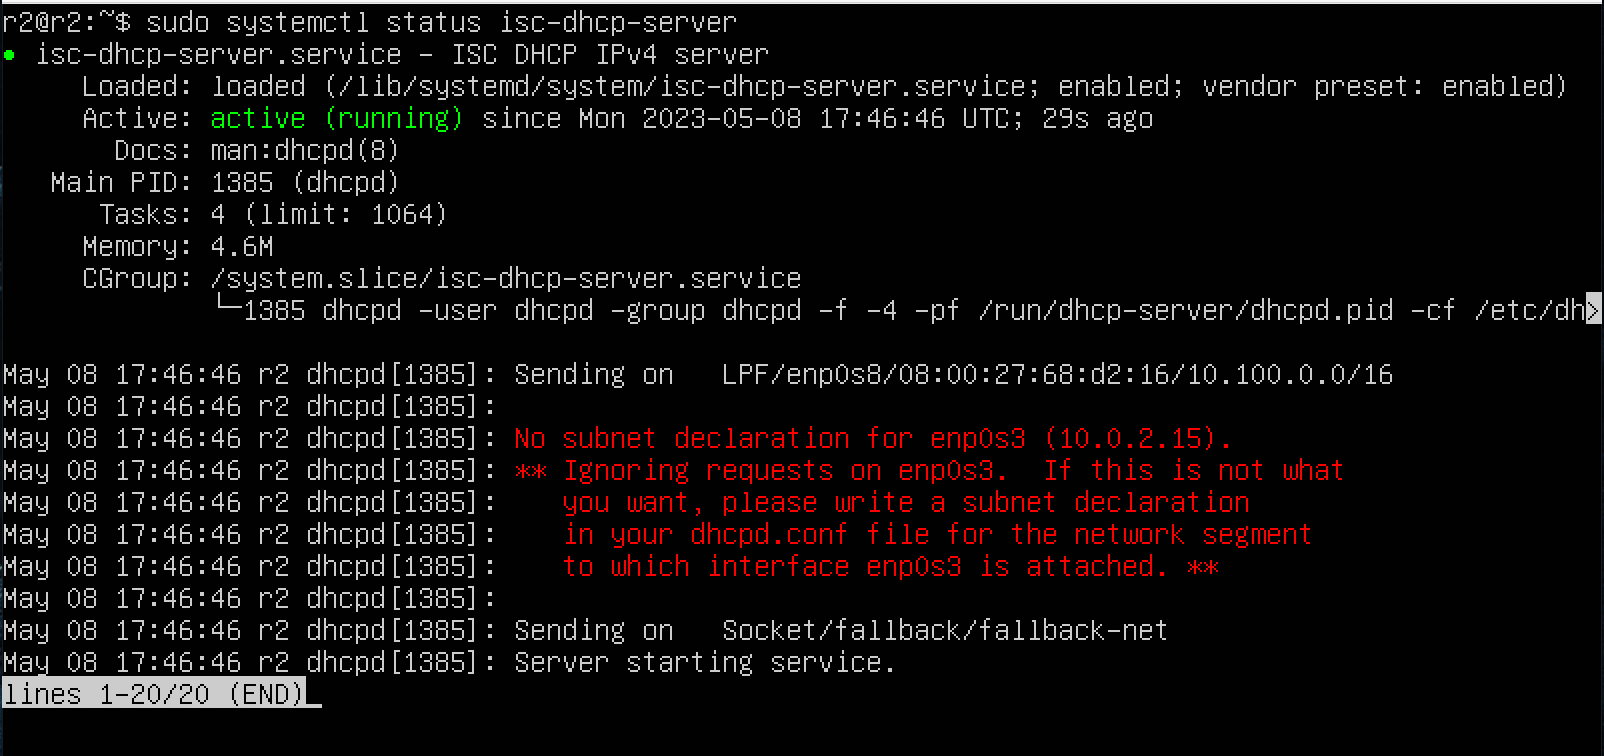 r2@r2:~$ sudo systemctl status isc-dhcp-server
● isc-dhcp-server.service - ISC DHCP IPv4 server
     Loaded: loaded (/lib/systemd/system/isc-dhcp-server.service; enabled; vendor preset: enabled)
     Active: active (running) since Mon 2023-05-08 17:46:46 UTC; 29s ago
       Docs: man:dhcpd(8)
   Main PID: 1385 (dhcpd)
      Tasks: 4 (limit: 1064)
     Memory: 4.6M
     CGroup: /system.slice/isc-dhcp-server.service
             └─1385 dhcpd -user dhcpd -group dhcpd -f -4 -pf /run/dhcp-server/dhcpd.pid -cf /etc/dh>

May 08 17:46:46 r2 dhcpd[1385]: Sending on   LPF/enp0s8/08:00:27:68:d2:16/10.100.0.0/16
May 08 17:46:46 r2 dhcpd[1385]:
May 08 17:46:46 r2 dhcpd[1385]: No subnet declaration for enp0s3 (10.0.2.15).
May 08 17:46:46 r2 dhcpd[1385]: ** Ignoring requests on enp0s3.  If this is not what
May 08 17:46:46 r2 dhcpd[1385]:    you want, please write a subnet declaration
May 08 17:46:46 r2 dhcpd[1385]:    in your dhcpd.conf file for the network segment
May 08 17:46:46 r2 dhcpd[1385]:    to which interface enp0s3 is attached. **
May 08 17:46:46 r2 dhcpd[1385]:
May 08 17:46:46 r2 dhcpd[1385]: Sending on   Socket/fallback/fallback-net
May 08 17:46:46 r2 dhcpd[1385]: Server starting service.
lines 1-20/20 (END)